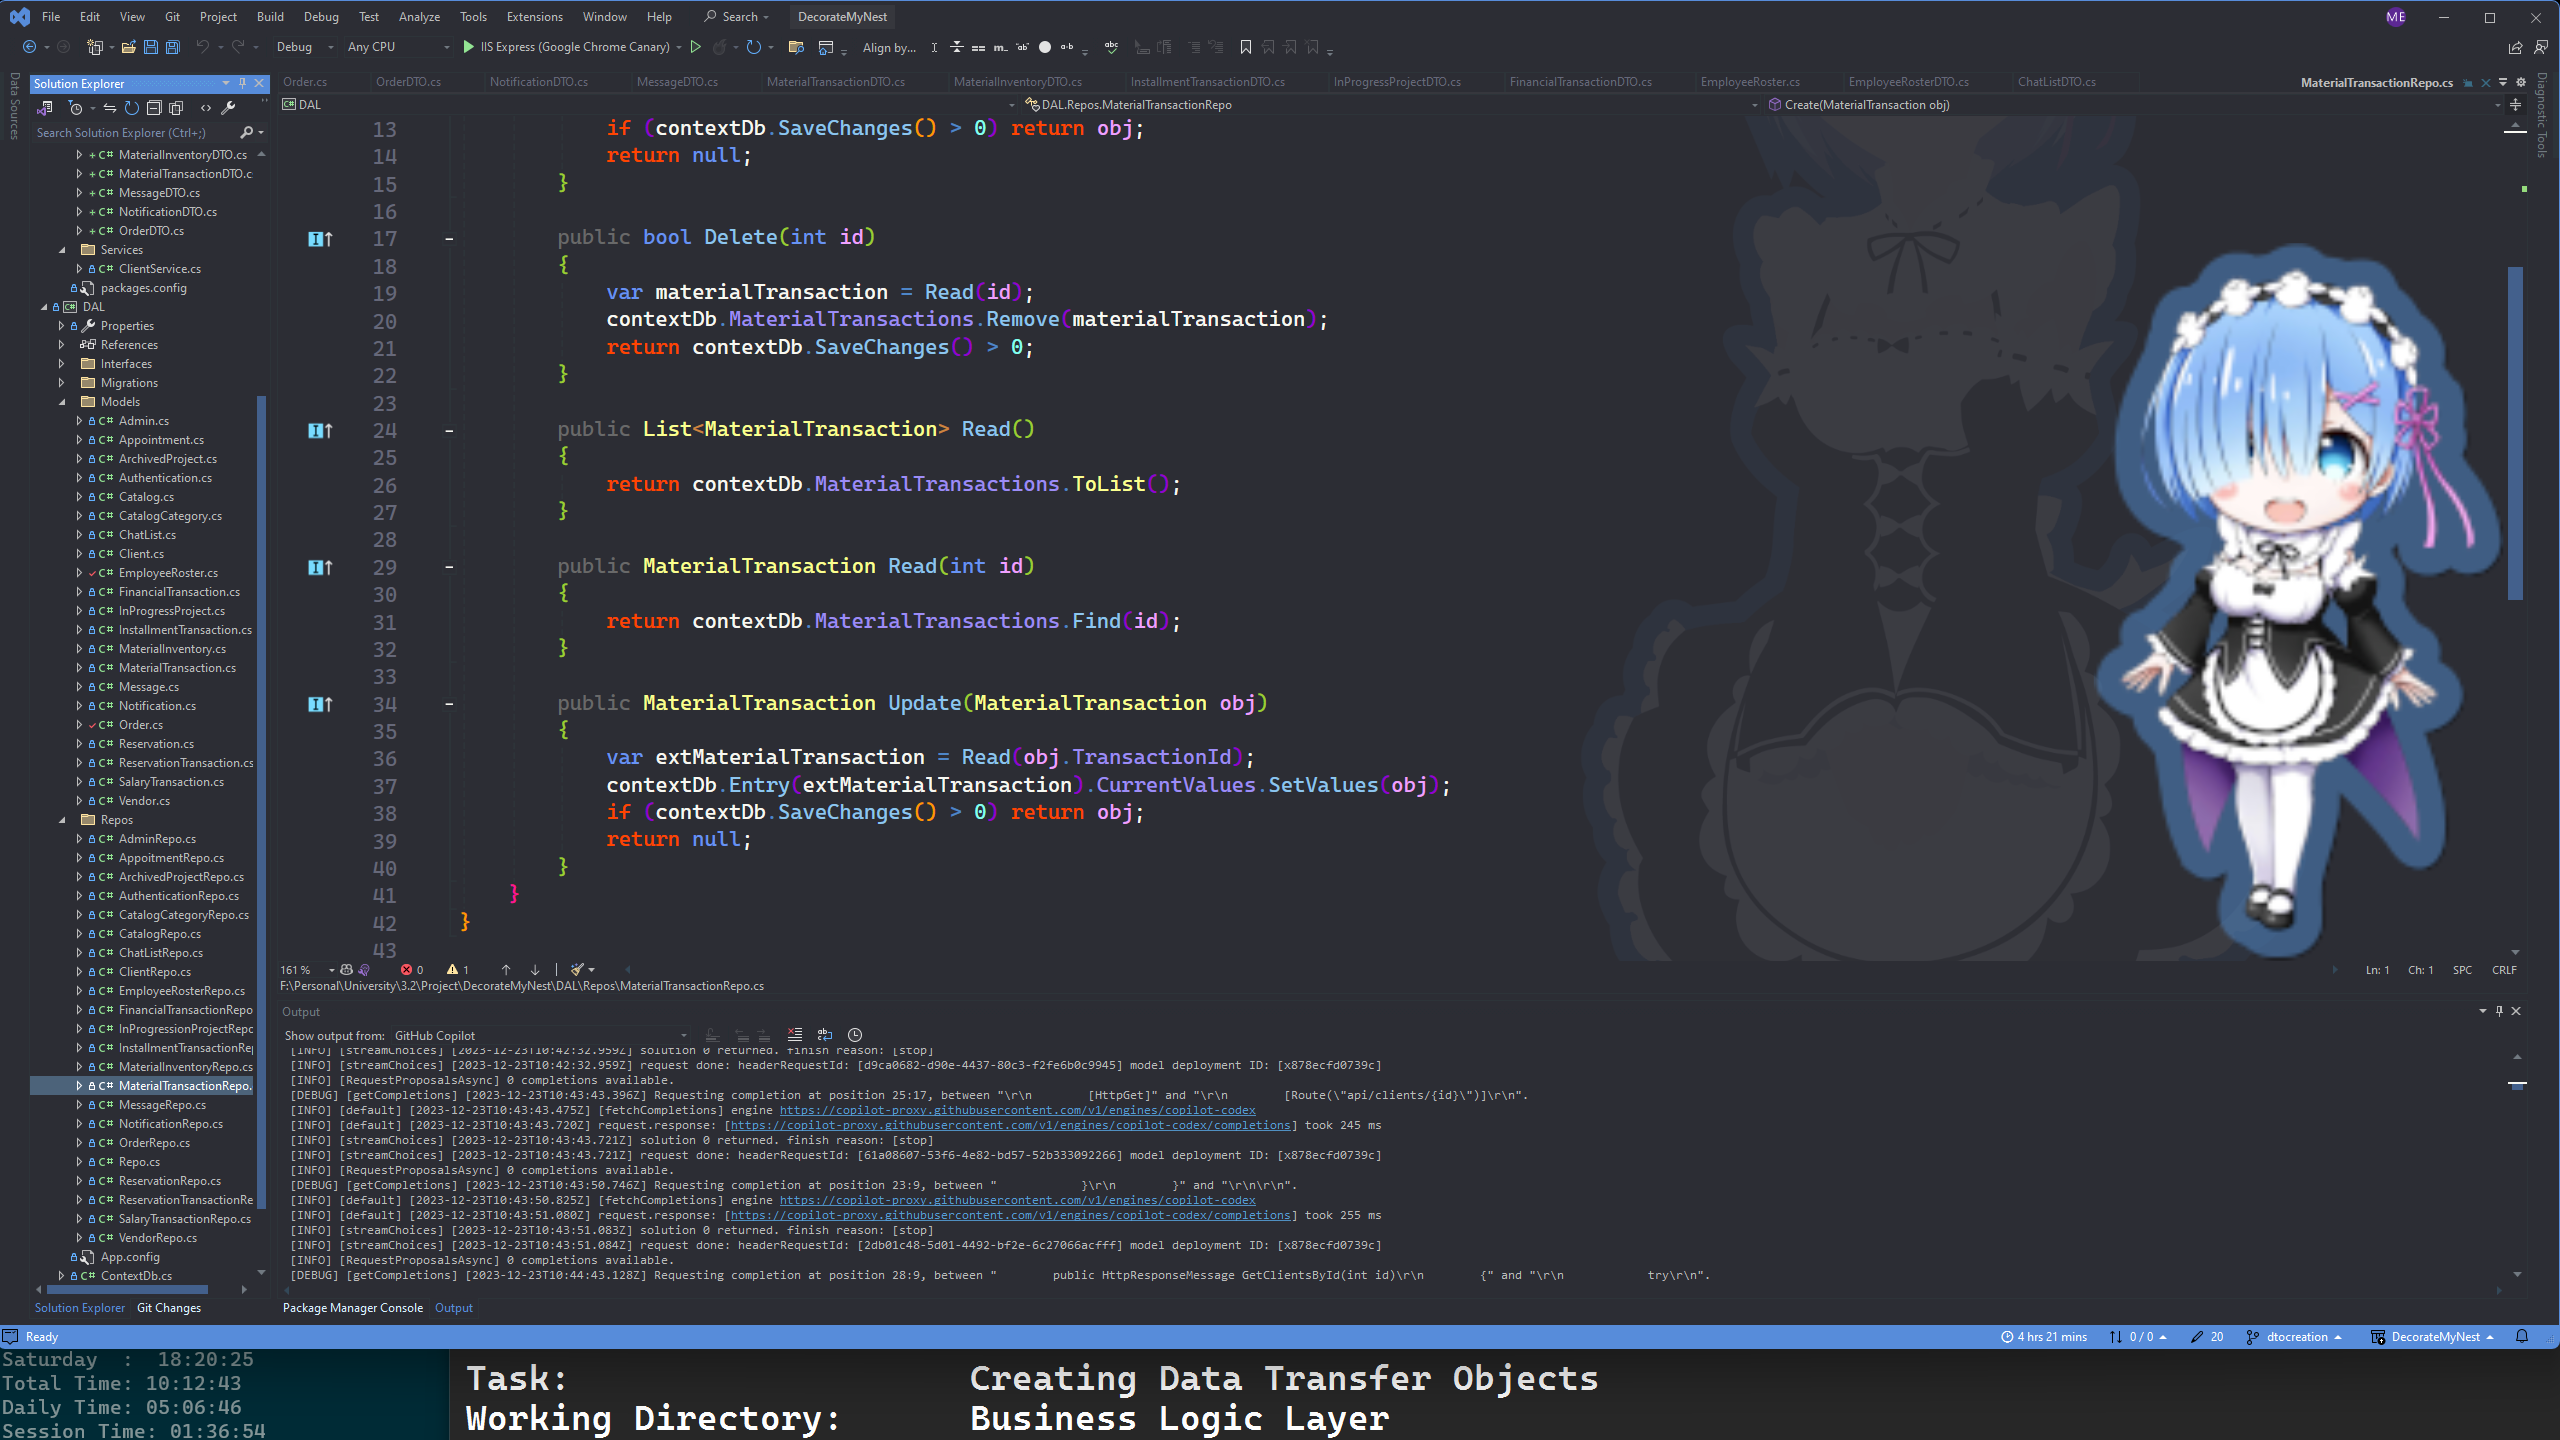 File Edit View Git Project Build Debug Test Analyze Tools Extensions Window Help Search DecorateMyNest ME
Debug Any CPU IIS Express (Google Chrome Canary) Align by...
Data Sources
Solution Explorer
Order.cs OrderDTO.cs NotificationDTO.cs MessageDTO.cs MaterialTransactionDTO.cs MaterialInventoryDTO.cs InstallmentTransactionDTO.cs InProgressProjectDTO.cs FinancialTransactionDTO.cs EmployeeRoster.cs EmployeeRosterDTO.cs ChatListDTO.cs MaterialTransactionRepo.cs
Diagnostic Tools
DAL DAL.Repos.MaterialTransactionRepo Create(MaterialTransaction obj)
Search Solution Explorer (Ctrl+;)
MaterialInventoryDTO.cs
MaterialTransactionDTO.c
MessageDTO.cs
NotificationDTO.cs
OrderDTO.cs
Services
ClientService.cs
packages.config
DAL
Properties
References
Interfaces
Migrations
Models
Admin.cs
Appointment.cs
ArchivedProject.cs
Authentication.cs
Catalog.cs
CatalogCategory.cs
ChatList.cs
Client.cs
EmployeeRoster.cs
FinancialTransaction.cs
InProgressProject.cs
InstallmentTransaction.cs
MaterialInventory.cs
MaterialTransaction.cs
Message.cs
Notification.cs
Order.cs
Reservation.cs
ReservationTransaction.cs
SalaryTransaction.cs
Vendor.cs
Repos
AdminRepo.cs
AppoitmentRepo.cs
ArchivedProjectRepo.cs
AuthenticationRepo.cs
CatalogCategoryRepo.cs
CatalogRepo.cs
ChatListRepo.cs
ClientRepo.cs
EmployeeRosterRepo.cs
FinancialTransactionRepo
InProgressionProjectRepo
InstallmentTransactionRe
MaterialInventoryRepo.cs
MaterialTransactionRepo.
MessageRepo.cs
NotificationRepo.cs
OrderRepo.cs
Repo.cs
ReservationRepo.cs
ReservationTransactionRe
SalaryTransactionRepo.cs
VendorRepo.cs
App.config
ContextDb.cs
Solution Explorer Git Changes
13 if (contextDb.SaveChanges() > 0) return obj;
14 return null;
15 }
16
17 public bool Delete(int id)
18 {
19 var materialTransaction = Read(id);
20 contextDb.MaterialTransactions.Remove(materialTransaction);
21 return contextDb.SaveChanges() > 0;
22 }
23
24 public List<MaterialTransaction> Read()
25 {
26 return contextDb.MaterialTransactions.ToList();
27 }
28
29 public MaterialTransaction Read(int id)
30 {
31 return contextDb.MaterialTransactions.Find(id);
32 }
33
34 public MaterialTransaction Update(MaterialTransaction obj)
35 {
36 var extMaterialTransaction = Read(obj.TransactionId);
37 contextDb.Entry(extMaterialTransaction).CurrentValues.SetValues(obj);
38 if (contextDb.SaveChanges() > 0) return obj;
39 return null;
40 }
41 }
42 }
43
161 % 0 1 Ln: 1 Ch: 1 SPC CRLF
F:\Personal\University\3.2\Project\DecorateMyNest\DAL\Repos\MaterialTransactionRepo.cs
Output
Show output from: GitHub Copilot
[INFO] [streamChoices] [2023-12-23T10:42:32.959Z] solution 0 returned. finish reason: [stop]
[INFO] [streamChoices] [2023-12-23T10:42:32.959Z] request done: headerRequestId: [d9ca0682-d90e-4437-80c3-f2fe6b0c9945] model deployment ID: [x878ecfd0739c]
[INFO] [RequestProposalsAsync] 0 completions available.
[DEBUG] [getCompletions] [2023-12-23T10:43:43.396Z] Requesting completion at position 25:17, between "\r\n [HttpGet]" and "\r\n [Route(\"api/clients/{id}\")]\r\n".
[INFO] [default] [2023-12-23T10:43:43.475Z] [fetchCompletions] engine https://copilot-proxy.githubusercontent.com/v1/engines/copilot-codex
[INFO] [default] [2023-12-23T10:43:43.720Z] request.response: [https://copilot-proxy.githubusercontent.com/v1/engines/copilot-codex/completions] took 245 ms
[INFO] [streamChoices] [2023-12-23T10:43:43.721Z] solution 0 returned. finish reason: [stop]
[INFO] [streamChoices] [2023-12-23T10:43:43.721Z] request done: headerRequestId: [61a08607-53f6-4e82-bd57-52b333092266] model deployment ID: [x878ecfd0739c]
[INFO] [RequestProposalsAsync] 0 completions available.
[DEBUG] [getCompletions] [2023-12-23T10:43:50.746Z] Requesting completion at position 23:9, between " }\r\n }" and "\r\n\r\n".
[INFO] [default] [2023-12-23T10:43:50.825Z] [fetchCompletions] engine https://copilot-proxy.githubusercontent.com/v1/engines/copilot-codex
[INFO] [default] [2023-12-23T10:43:51.080Z] request.response: [https://copilot-proxy.githubusercontent.com/v1/engines/copilot-codex/completions] took 255 ms
[INFO] [streamChoices] [2023-12-23T10:43:51.083Z] solution 0 returned. finish reason: [stop]
[INFO] [streamChoices] [2023-12-23T10:43:51.084Z] request done: headerRequestId: [2db01c48-5d01-4492-bf2e-6c27066acfff] model deployment ID: [x878ecfd0739c]
[INFO] [RequestProposalsAsync] 0 completions available.
[DEBUG] [getCompletions] [2023-12-23T10:44:43.128Z] Requesting completion at position 28:9, between " public HttpResponseMessage GetClientsById(int id)\r\n {" and "\r\n try\r\n".
Package Manager Console Output
Ready 4 hrs 21 mins 0 / 0 20 dtocreation DecorateMyNest
Saturday : 18:20:25
Total Time: 10:12:43
Daily Time: 05:06:46
Session Time: 01:36:54
Task: Creating Data Transfer Objects
Working Directory: Business Logic Layer